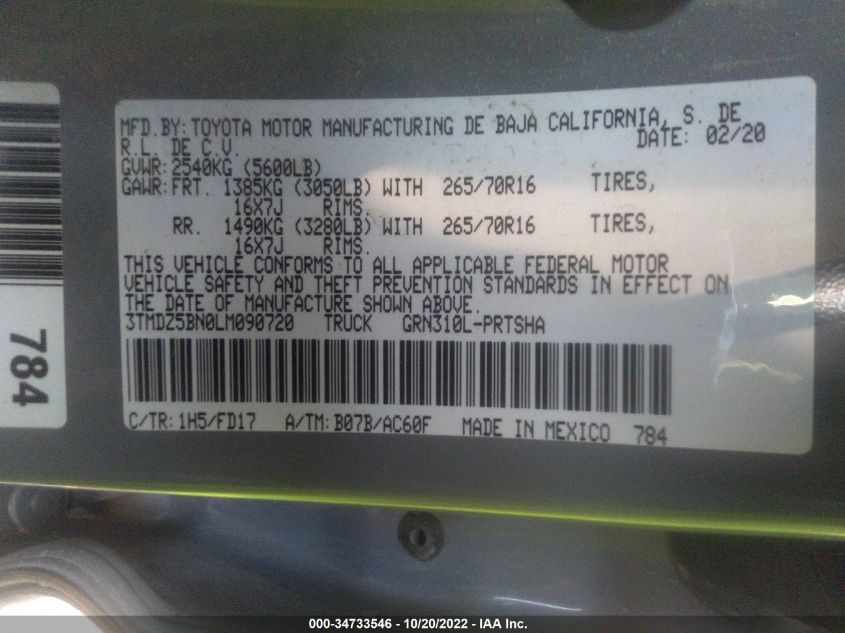 MFD.BY: TOYOTA MOTOR MANUFACTURING DE BAJA CALIFORNIA, S. DE
R.L. DE C.V. DATE: 02/20
GVWR: 2540KG (5600LB)
GAWR: FRT. 1385KG (3050LB) WITH 265/70R16 TIRES,
16X7J RIMS.
RR. 1490KG (3280LB) WITH 265/70R16 TIRES,
16X7J RIMS.
THIS VEHICLE CONFORMS TO ALL APPLICABLE FEDERAL MOTOR
VEHICLE SAFETY AND THEFT PREVENTION STANDARDS IN EFFECT ON
THE DATE OF MANUFACTURE SHOWN ABOVE.
3TMDZ5BN0LM090720 TRUCK GRN310L-PRTSHA
C/TR: 1H5/FD17 A/TM: B07B/AC60F MADE IN MEXICO 784
784
000-34733546 - 10/20/2022 - IAA Inc.